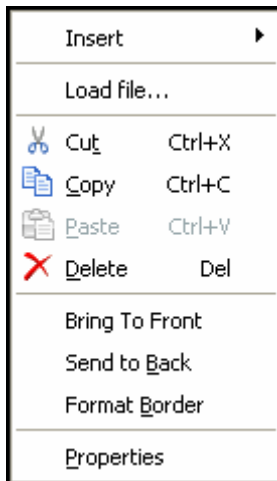 Insert
Load file...
Cut Ctrl+X
Copy Ctrl+C
Paste Ctrl+V
Delete Del
Bring To Front
Send to Back
Format Border
Properties